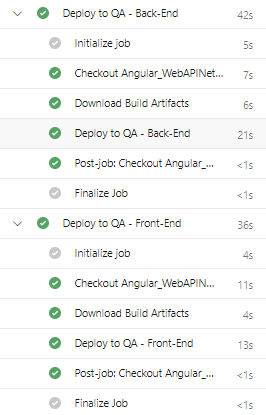 Deploy to QA - Back-End 42s
Initialize job 5s
Checkout Angular_WebAPINet... 7s
Download Build Artifacts 6s
Deploy to QA - Back-End 21s
Post-job: Checkout Angular_... <1s
Finalize Job <1s
Deploy to QA - Front-End 36s
Initialize job 4s
Checkout Angular_WebAPIN... 11s
Download Build Artifacts 4s
Deploy to QA - Front-End 13s
Post-job: Checkout Angular_... <1s
Finalize Job <1s